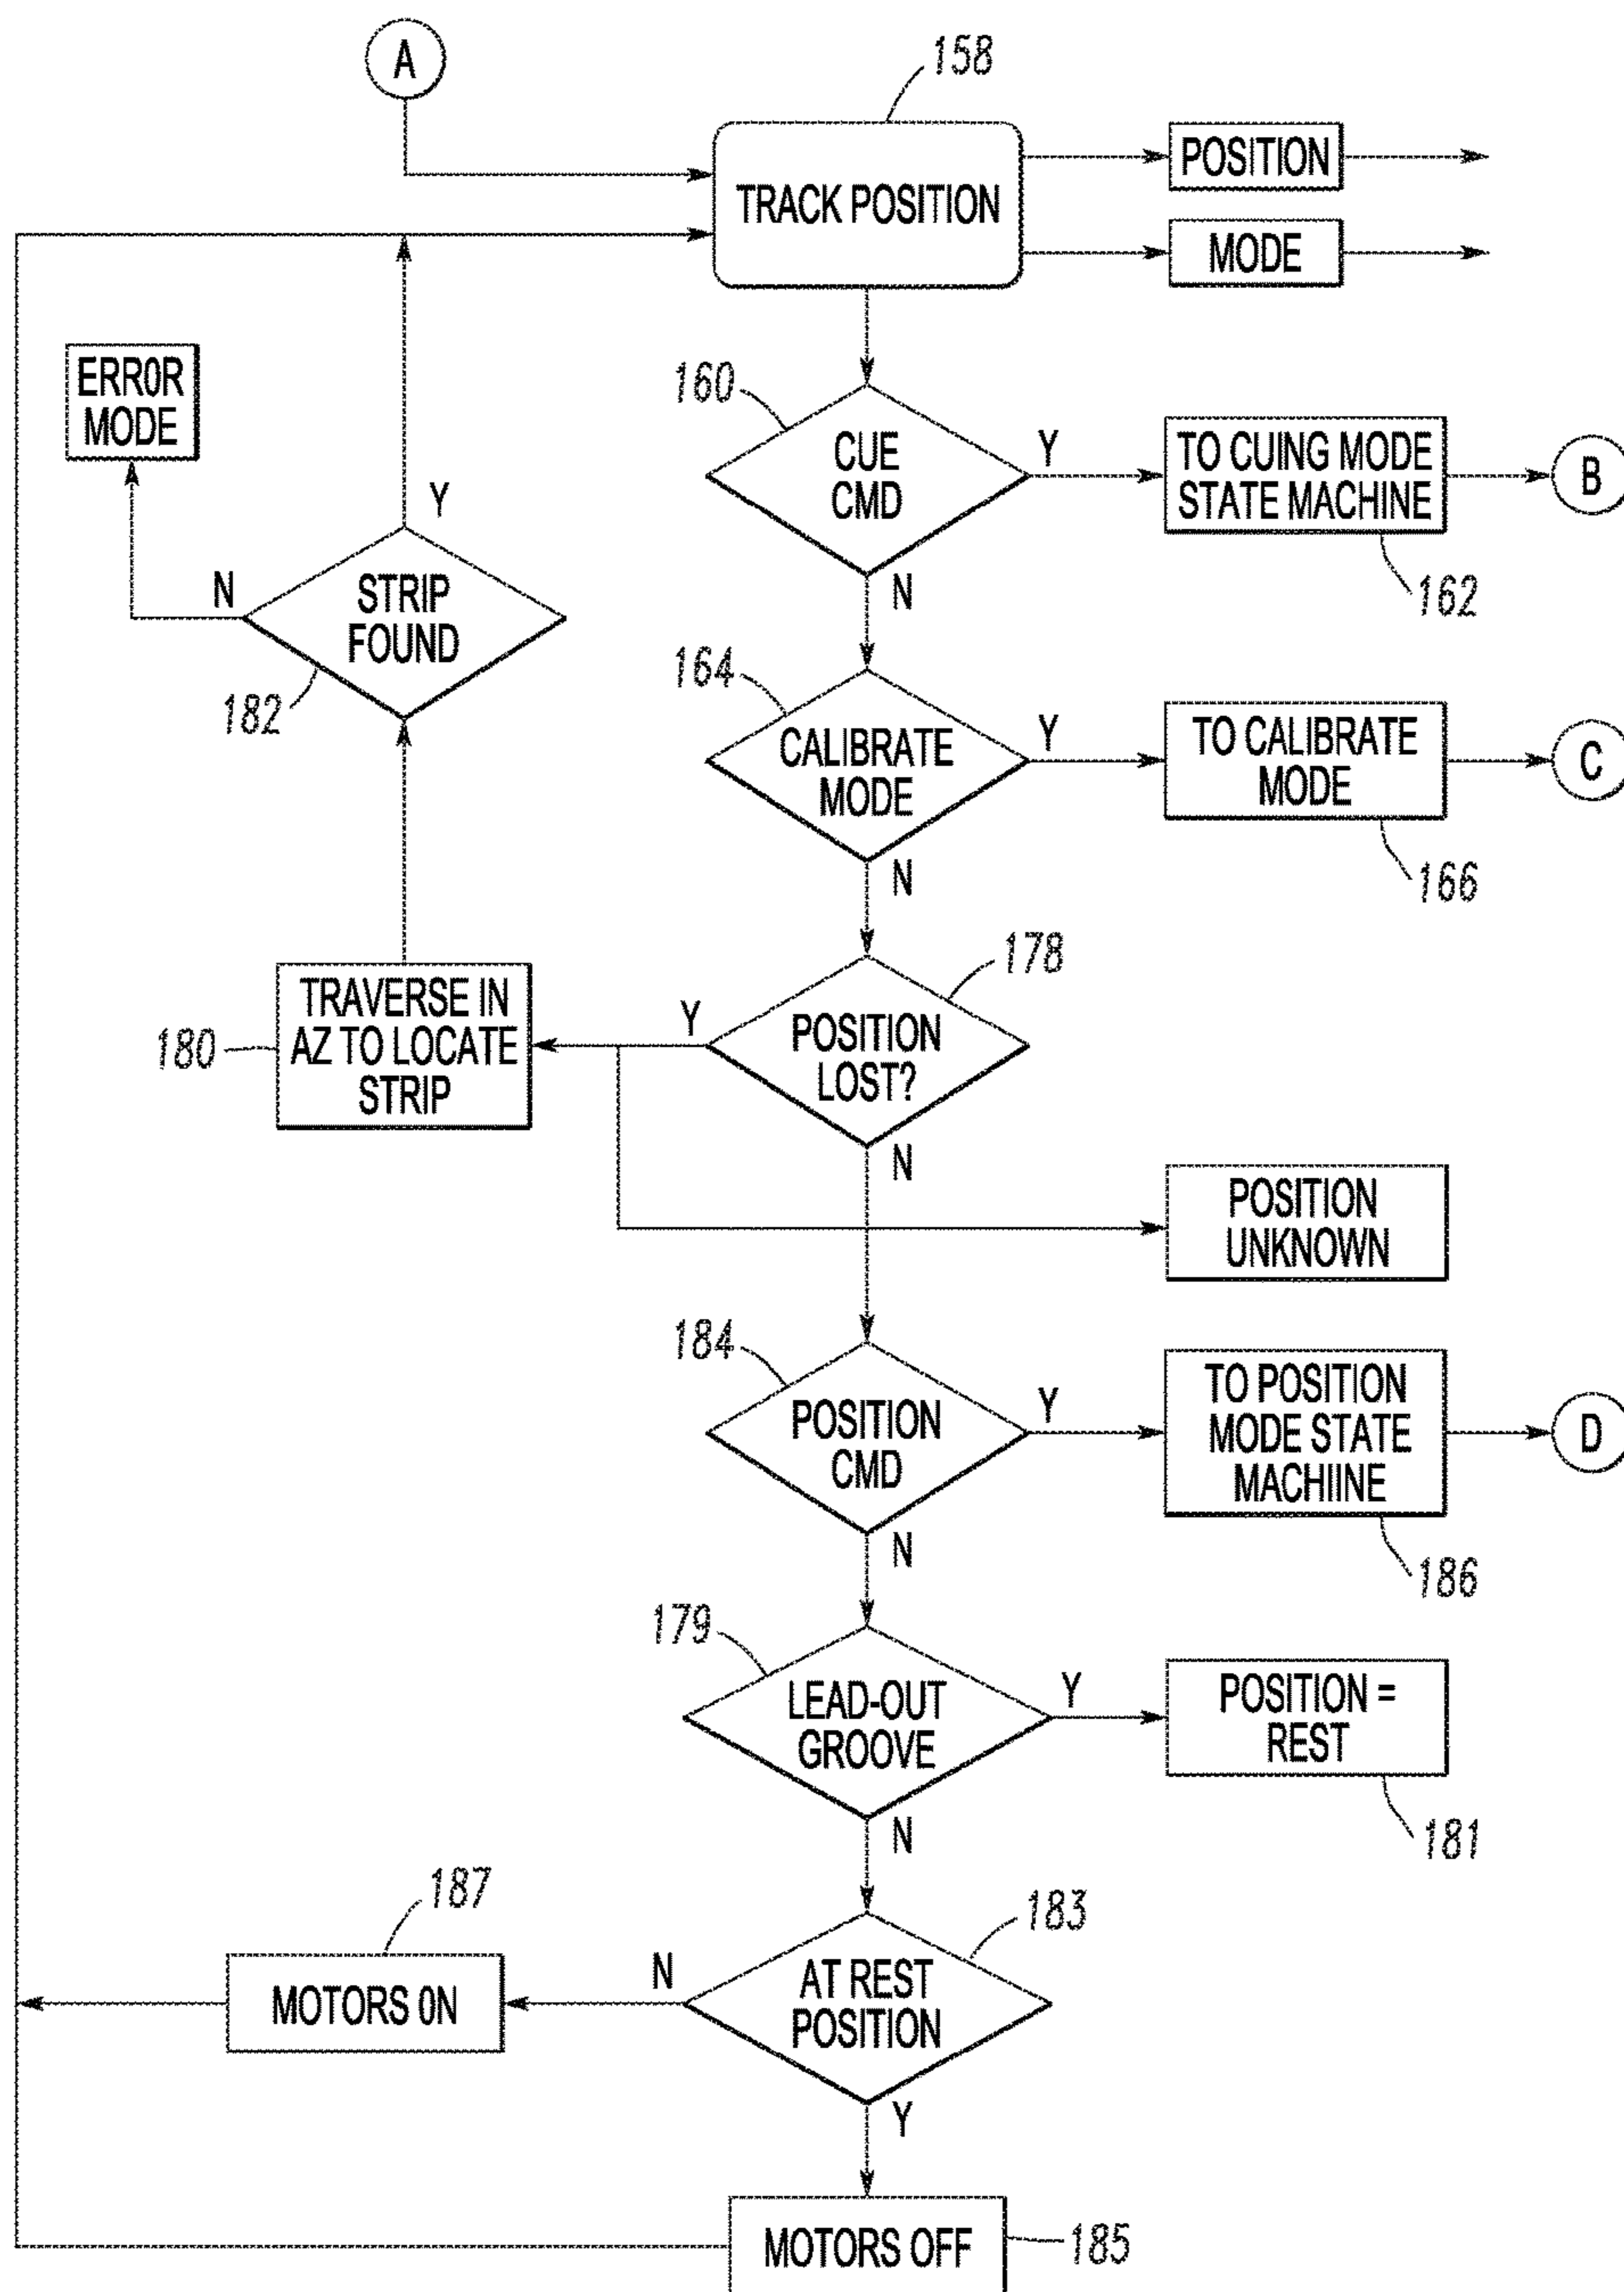 A
158
TRACK POSITION
POSITION
MODE
ERROR
MODE
160
CUE
CMD
Y
N
TO CUING MODE
STATE MACHINE
162
B
Y
N
STRIP
FOUND
182
164
CALIBRATE
MODE
Y
N
TO CALIBRATE
MODE
166
C
178
POSITION
LOST?
Y
N
180
TRAVERSE IN
AZ TO LOCATE
STRIP
POSITION
UNKNOWN
184
POSITION
CMD
Y
N
TO POSITION
MODE STATE
MACHIINE
186
D
179
LEAD-OUT
GROOVE
Y
N
POSITION =
REST
181
187
MOTORS ON
N
183
AT REST
POSITION
Y
MOTORS OFF
185